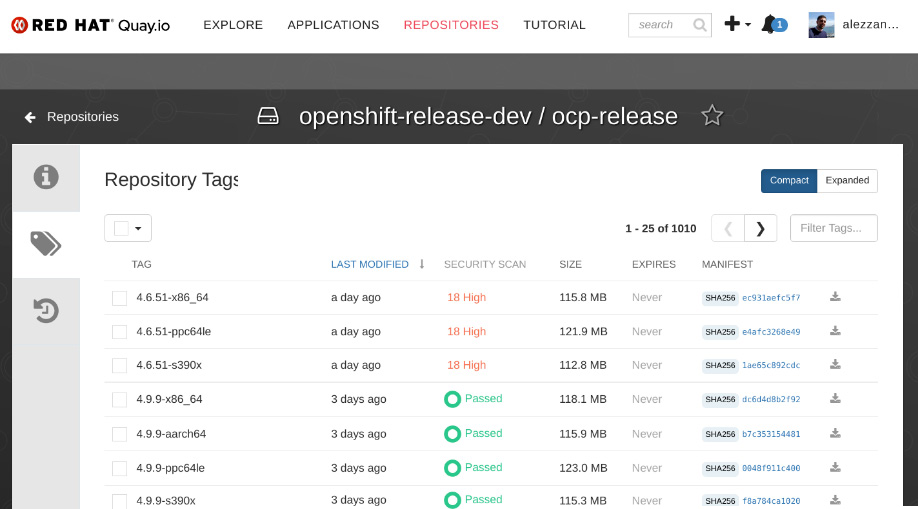 RED HAT Quay.io EXPLORE APPLICATIONS REPOSITORIES TUTORIAL search 1 alezzan...
Repositories openshift-release-dev / ocp-release
Repository Tags Compact Expanded
1 - 25 of 1010 Filter Tags...
TAG LAST MODIFIED SECURITY SCAN SIZE EXPIRES MANIFEST
4.6.51-x86_64 a day ago 18 High 115.8 MB Never SHA256 ec931aefc5f7
4.6.51-ppc64le a day ago 18 High 121.9 MB Never SHA256 e4afc3268e49
4.6.51-s390x a day ago 18 High 112.8 MB Never SHA256 1ae65c892cdc
4.9.9-x86_64 3 days ago Passed 118.1 MB Never SHA256 dc6d4d8b2f92
4.9.9-aarch64 3 days ago Passed 115.9 MB Never SHA256 b7c353154481
4.9.9-ppc64le 3 days ago Passed 123.0 MB Never SHA256 0048f911c400
4.9.9-s390x 3 days ago Passed 115.3 MB Never SHA256 f8a784ca1020